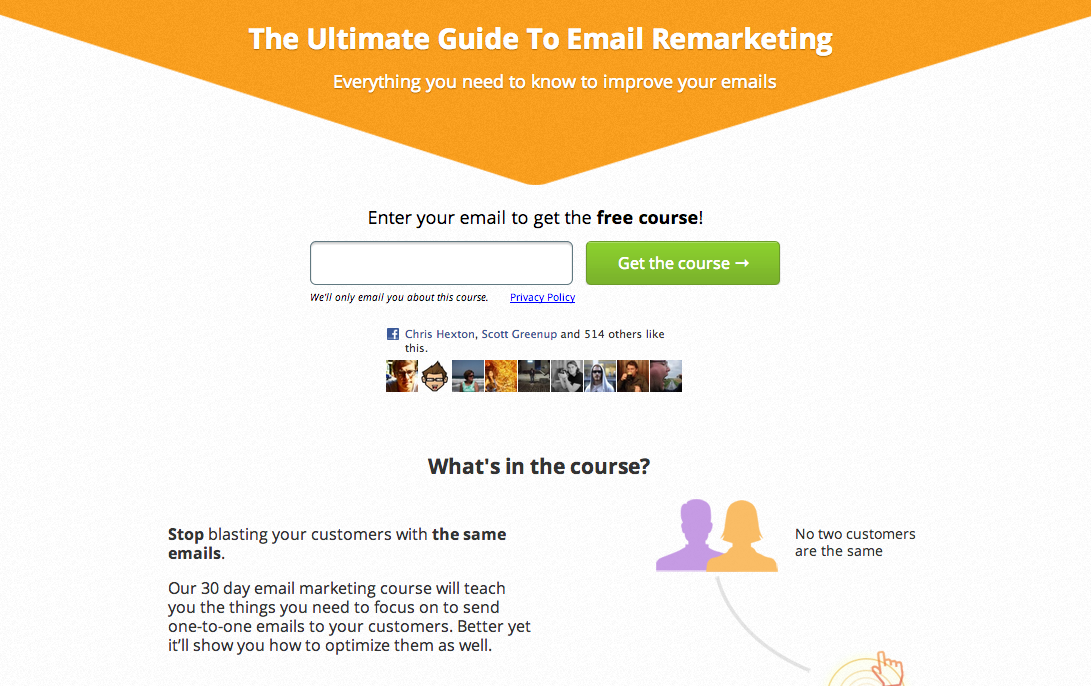 The Ultimate Guide To Email Remarketing
Everything you need to know to improve your emails
Enter your email to get the free course!
Get the course →
We'll only email you about this course. Privacy Policy
Chris Hexton, Scott Greenup and 514 others like
this.
What's in the course?
Stop blasting your customers with the same
emails.
Our 30 day email marketing course will teach
you the things you need to focus on to send
one-to-one emails to your customers. Better yet
it’ll show you how to optimize them as well.
No two customers
are the same